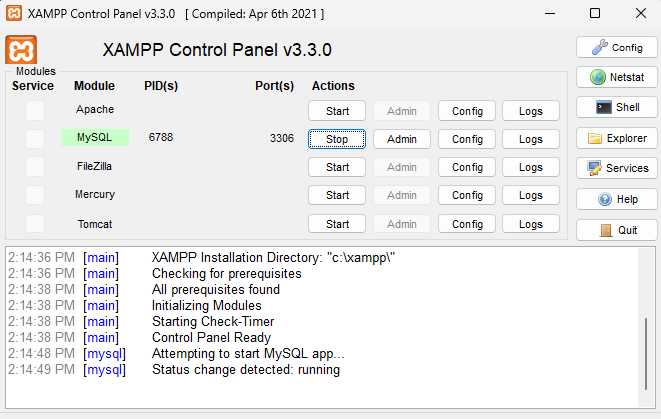 XAMPP Control Panel v3.3.0 [ Compiled: Apr 6th 2021 ]
XAMPP Control Panel v3.3.0
Config
Modules
Service Module PID(s) Port(s) Actions
Netstat
Apache Start Admin Config Logs
Shell
MySQL 6788 3306 Stop Admin Config Logs
Explorer
FileZilla Start Admin Config Logs
Services
Mercury Start Admin Config Logs
Help
Tomcat Start Admin Config Logs
Quit
2:14:36 PM [main] XAMPP Installation Directory: "c:\xampp\"
2:14:36 PM [main] Checking for prerequisites
2:14:38 PM [main] All prerequisites found
2:14:38 PM [main] Initializing Modules
2:14:38 PM [main] Starting Check-Timer
2:14:38 PM [main] Control Panel Ready
2:14:48 PM [mysql] Attempting to start MySQL app...
2:14:49 PM [mysql] Status change detected: running